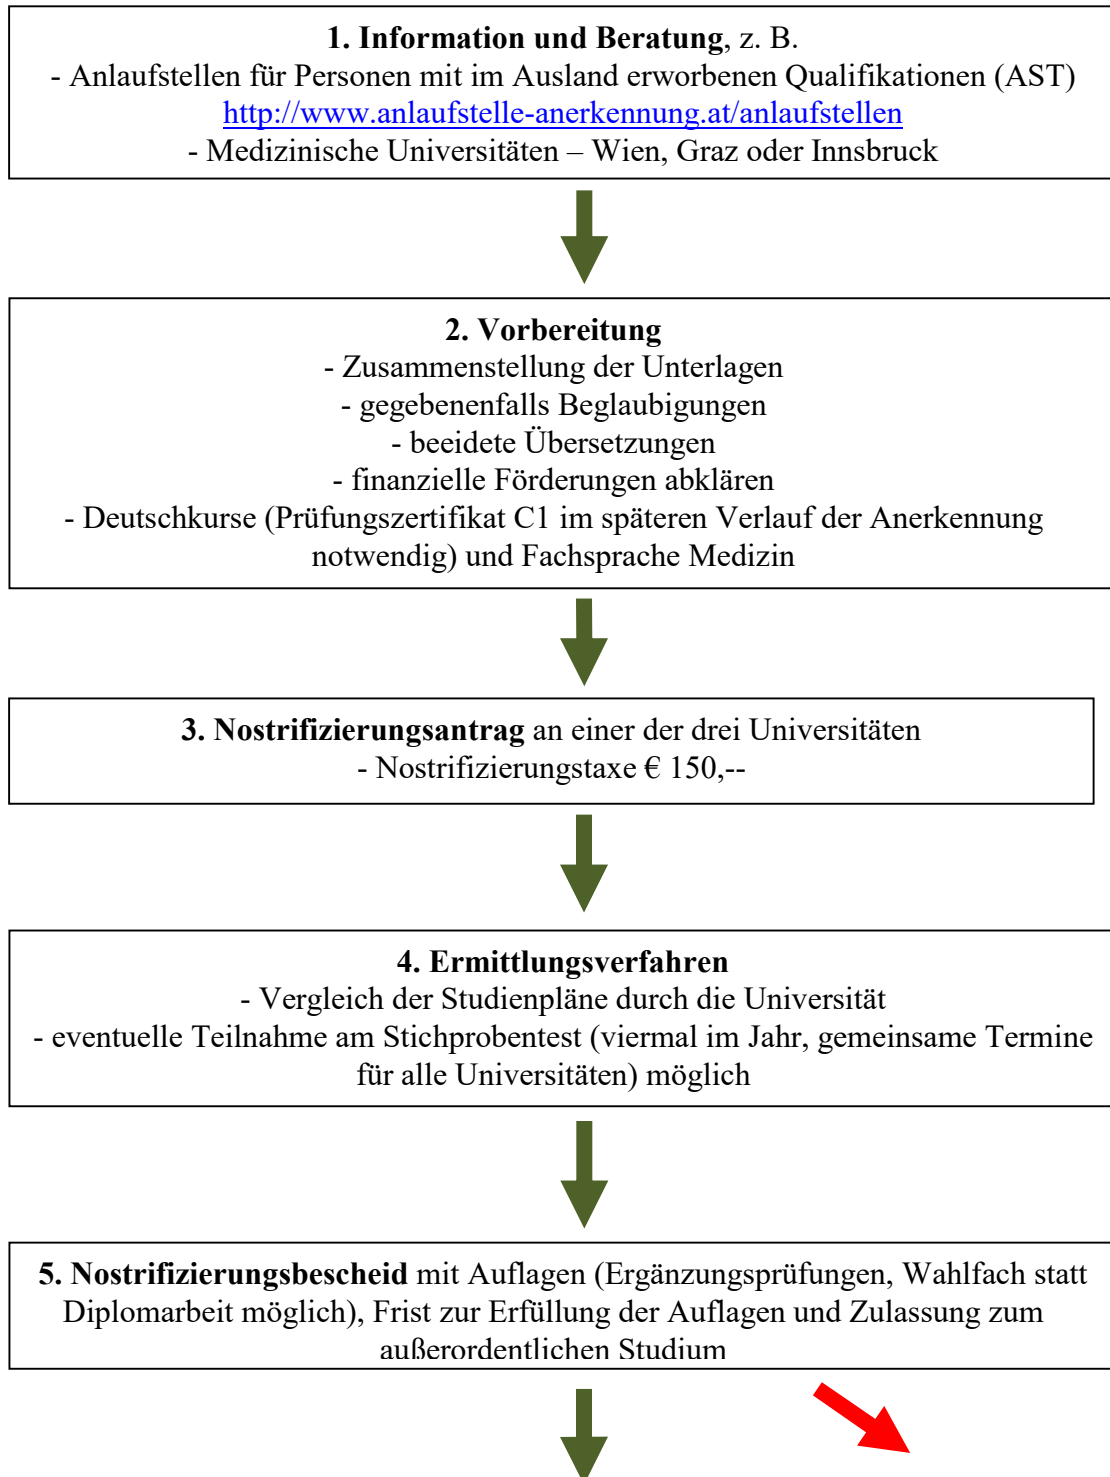 1. Information und Beratung, z. B.
- Anlaufstellen für Personen mit im Ausland erworbenen Qualifikationen (AST)
http://www.anlaufstelle-anerkennung.at/anlaufstellen
- Medizinische Universitäten – Wien, Graz oder Innsbruck
2. Vorbereitung
- Zusammenstellung der Unterlagen
- gegebenenfalls Beglaubigungen
- beeidete Übersetzungen
- finanzielle Förderungen abklären
- Deutschkurse (Prüfungszertifikat C1 im späteren Verlauf der Anerkennung
notwendig) und Fachsprache Medizin
3. Nostrifizierungsantrag an einer der drei Universitäten
- Nostrifizierungstaxe € 150,--
4. Ermittlungsverfahren
- Vergleich der Studienpläne durch die Universität
- eventuelle Teilnahme am Stichprobentest (viermal im Jahr, gemeinsame Termine
für alle Universitäten) möglich
5. Nostrifizierungsbescheid mit Auflagen (Ergänzungsprüfungen, Wahlfach statt
Diplomarbeit möglich), Frist zur Erfüllung der Auflagen und Zulassung zum
außerordentlichen Studium